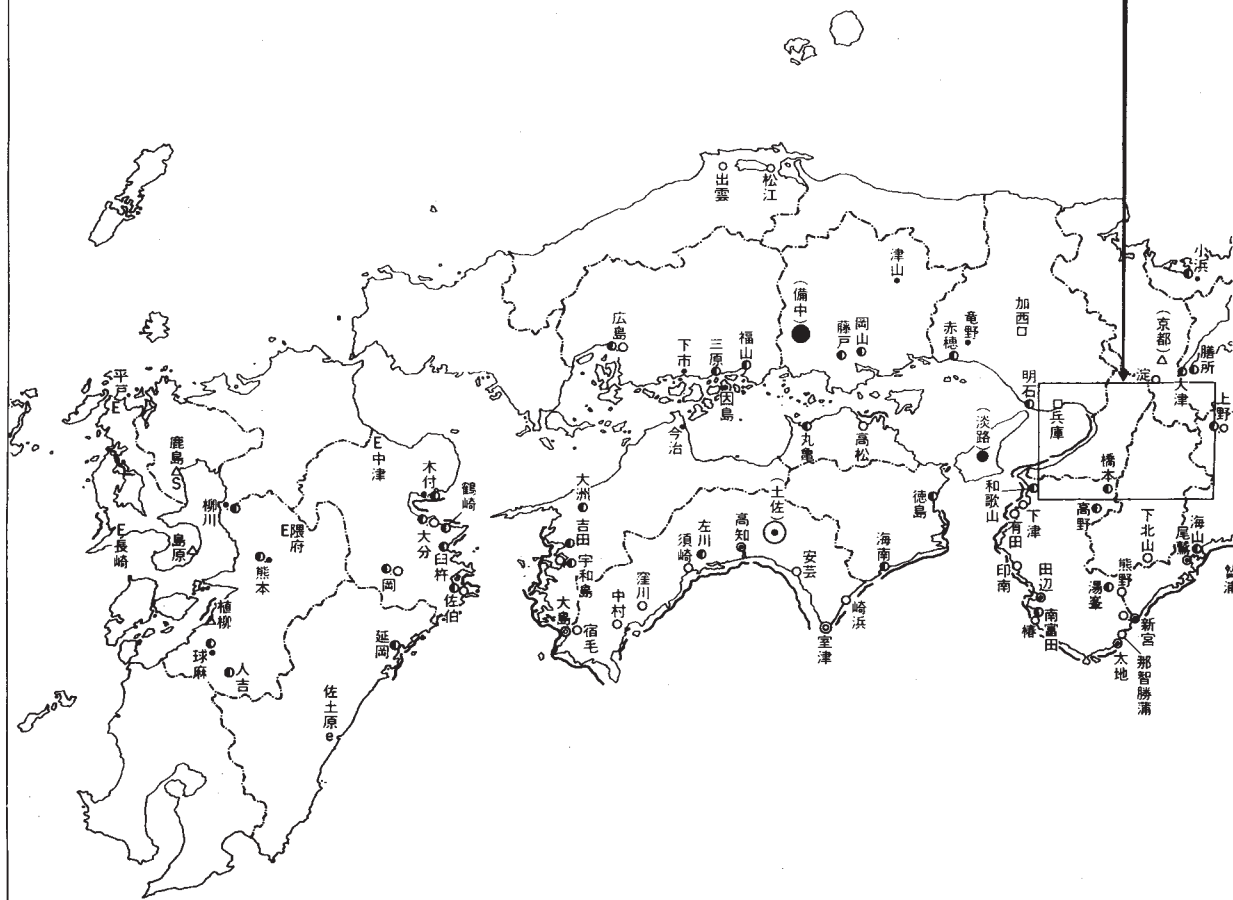 出雲
松江
小浜
津山
(備中)
加西
(京都)
竜野
赤穂
岡山
藤戸
広島
福山
三原
下市
膳所
大津
淀
平戸
E
明石
兵庫
上野
因島
今治
丸亀
高松
(淡路)
橋本
鹿島
S
E
中津
木付
鶴崎
大洲
(土佐)
徳島
和歌山
下津
高野
柳川
E
隈府
大分
臼杵
吉田
左川
高知
須崎
有田
下北山
海山
尾鷲
E
長崎
島原
熊本
岡
佐伯
宇和島
安芸
海南
印南
田辺
熊野
湯峯
植柳
大島
宿毛
中村
窪川
崎浜
南富田
椿
新宮
延岡
球麻
人吉
室津
太地
那智勝浦
佐土原
e